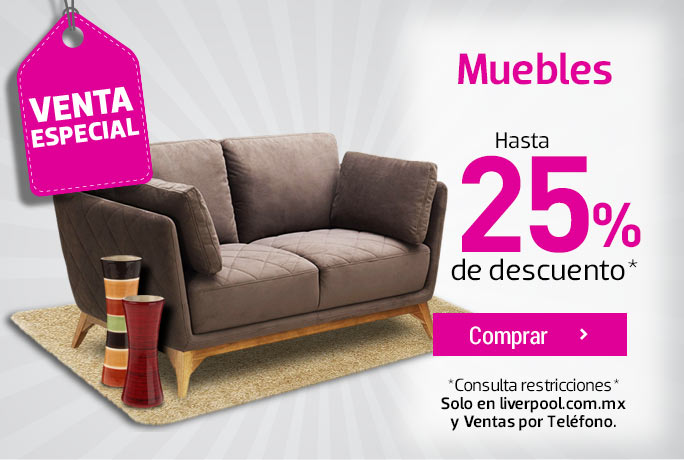 VENTA
ESPECIAL
Muebles
Hasta
25%
de descuento*
Comprar >
*Consulta restricciones*
Solo en liverpool.com.mx
y Ventas por Teléfono.